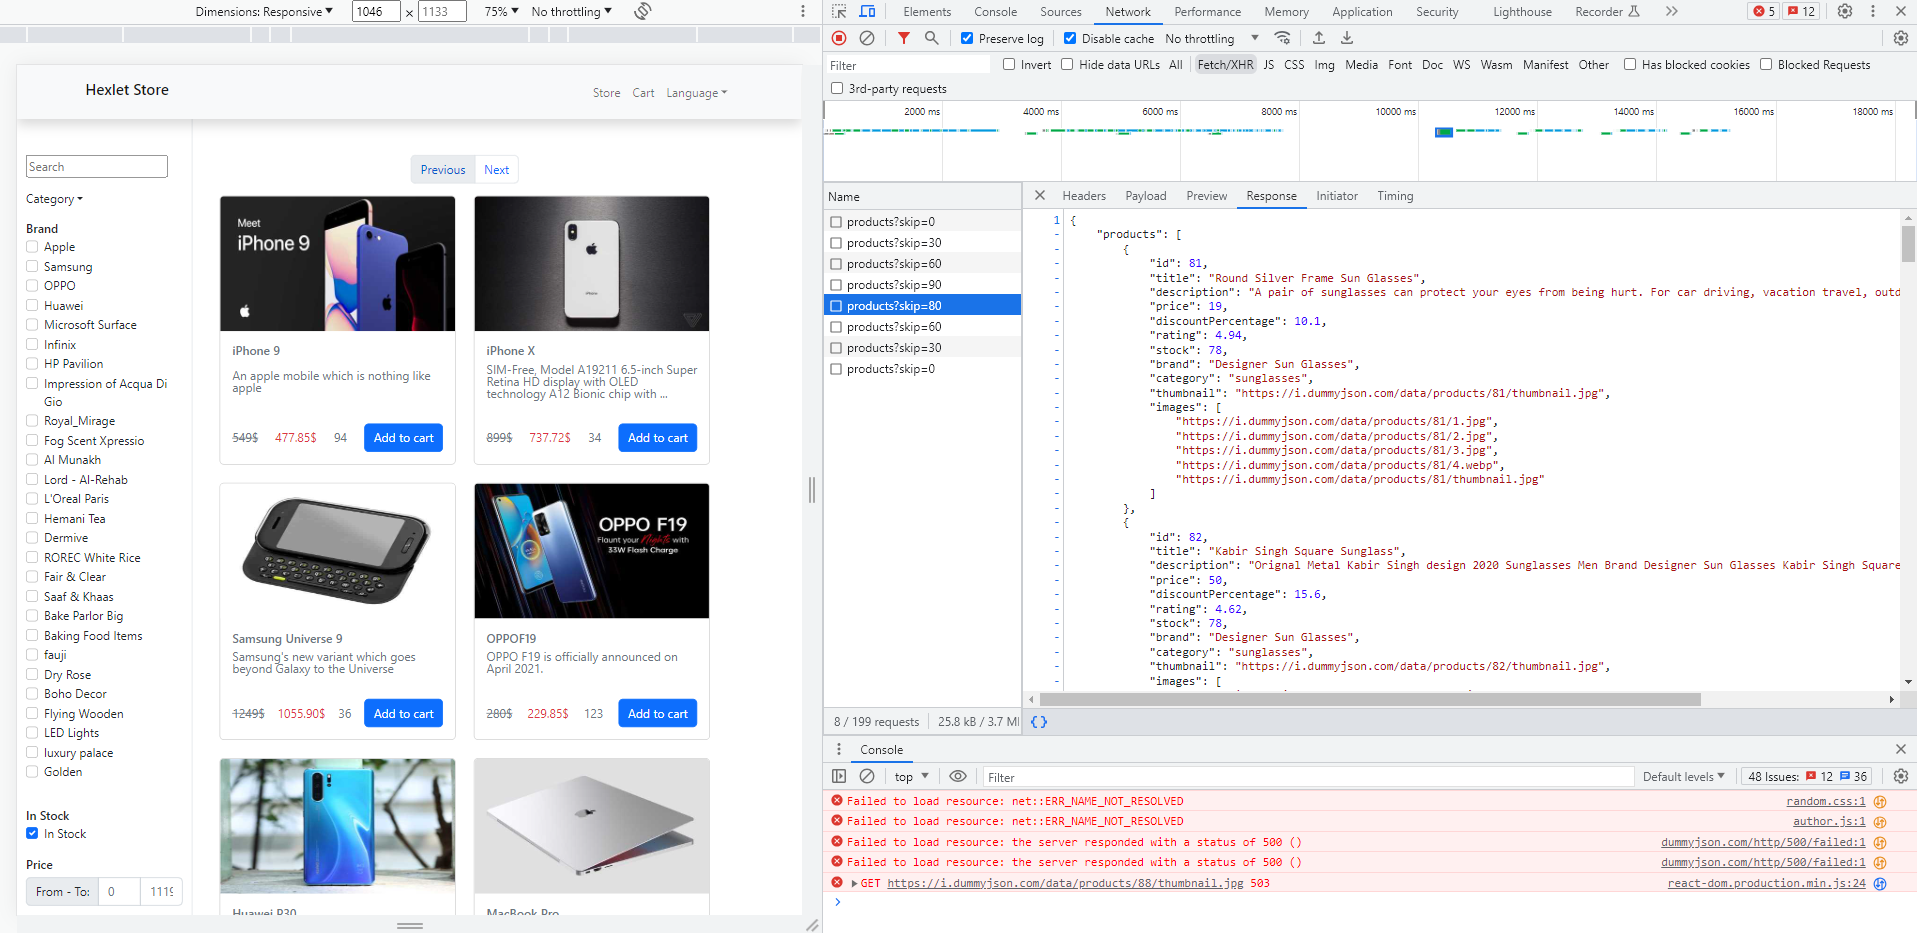 Dimensions: Responsive 1046 × 1133 75% No throttling
Hexlet Store
Store Cart Language
Search
Category
Brand
Apple
Samsung
OPPO
Huawei
Microsoft Surface
Infinix
HP Pavilion
Impression of Acqua Di
Gio
Royal_Mirage
Fog Scent Xpressio
Al Munakh
Lord - Al-Rehab
L'Oreal Paris
Hemani Tea
Dermive
ROREC White Rice
Fair & Clear
Saaf & Khaas
Bake Parlor Big
Baking Food Items
fauji
Dry Rose
Boho Decor
Flying Wooden
LED Lights
luxury palace
Golden
In Stock
In Stock
Price
From - To: 0 1119
Previous Next
Meet
iPhone 9
iPhone 9
An apple mobile which is nothing like
apple
549$ 477.85$ 94 Add to cart
iPhone
iPhone X
SIM-Free, Model A19211 6.5-inch Super
Retina HD display with OLED
technology A12 Bionic chip with ...
899$ 737.72$ 34 Add to cart
Samsung Universe 9
Samsung's new variant which goes
beyond Galaxy to the Universe
1249$ 1055.90$ 36 Add to cart
OPPO F19
Flaunt your Nights with
33W Flash Charge
OPPOF19
OPPO F19 is officially announced on
April 2021.
280$ 229.85$ 123 Add to cart
Huawei P30
MacBook Pro
Elements Console Sources Network Performance Memory Application Security Lighthouse Recorder 5 12
Preserve log Disable cache No throttling
Filter Invert Hide data URLs All Fetch/XHR JS CSS Img Media Font Doc WS Wasm Manifest Other Has blocked cookies Blocked Requests
3rd-party requests
2000 ms 4000 ms 6000 ms 8000 ms 10000 ms 12000 ms 14000 ms 16000 ms 18000 ms
Name
products?skip=0
products?skip=30
products?skip=60
products?skip=90
products?skip=80
products?skip=60
products?skip=30
products?skip=0
8 / 199 requests 25.8 kB / 3.7 M
Headers Payload Preview Response Initiator Timing
1 {
- "products": [
- {
- "id": 81,
- "title": "Round Silver Frame Sun Glasses",
- "description": "A pair of sunglasses can protect your eyes from being hurt. For car driving, vacation travel, outd
- "price": 19,
- "discountPercentage": 10.1,
- "rating": 4.94,
- "stock": 78,
- "brand": "Designer Sun Glasses",
- "category": "sunglasses",
- "thumbnail": "https://i.dummyjson.com/data/products/81/thumbnail.jpg",
- "images": [
- "https://i.dummyjson.com/data/products/81/1.jpg",
- "https://i.dummyjson.com/data/products/81/2.jpg",
- "https://i.dummyjson.com/data/products/81/3.jpg",
- "https://i.dummyjson.com/data/products/81/4.webp",
- "https://i.dummyjson.com/data/products/81/thumbnail.jpg"
- ]
- },
- {
- "id": 82,
- "title": "Kabir Singh Square Sunglass",
- "description": "Orignal Metal Kabir Singh design 2020 Sunglasses Men Brand Designer Sun Glasses Kabir Singh Square
- "price": 50,
- "discountPercentage": 15.6,
- "rating": 4.62,
- "stock": 78,
- "brand": "Designer Sun Glasses",
- "category": "sunglasses",
- "thumbnail": "https://i.dummyjson.com/data/products/82/thumbnail.jpg",
- "images": [
{}
Console
top Filter Default levels 48 Issues: 12 36
Failed to load resource: net::ERR_NAME_NOT_RESOLVED random.css:1
Failed to load resource: net::ERR_NAME_NOT_RESOLVED author.js:1
Failed to load resource: the server responded with a status of 500 () dummyjson.com/http/500/failed:1
Failed to load resource: the server responded with a status of 500 () dummyjson.com/http/500/failed:1
GET https://i.dummyjson.com/data/products/88/thumbnail.jpg 503 react-dom.production.min.js:24